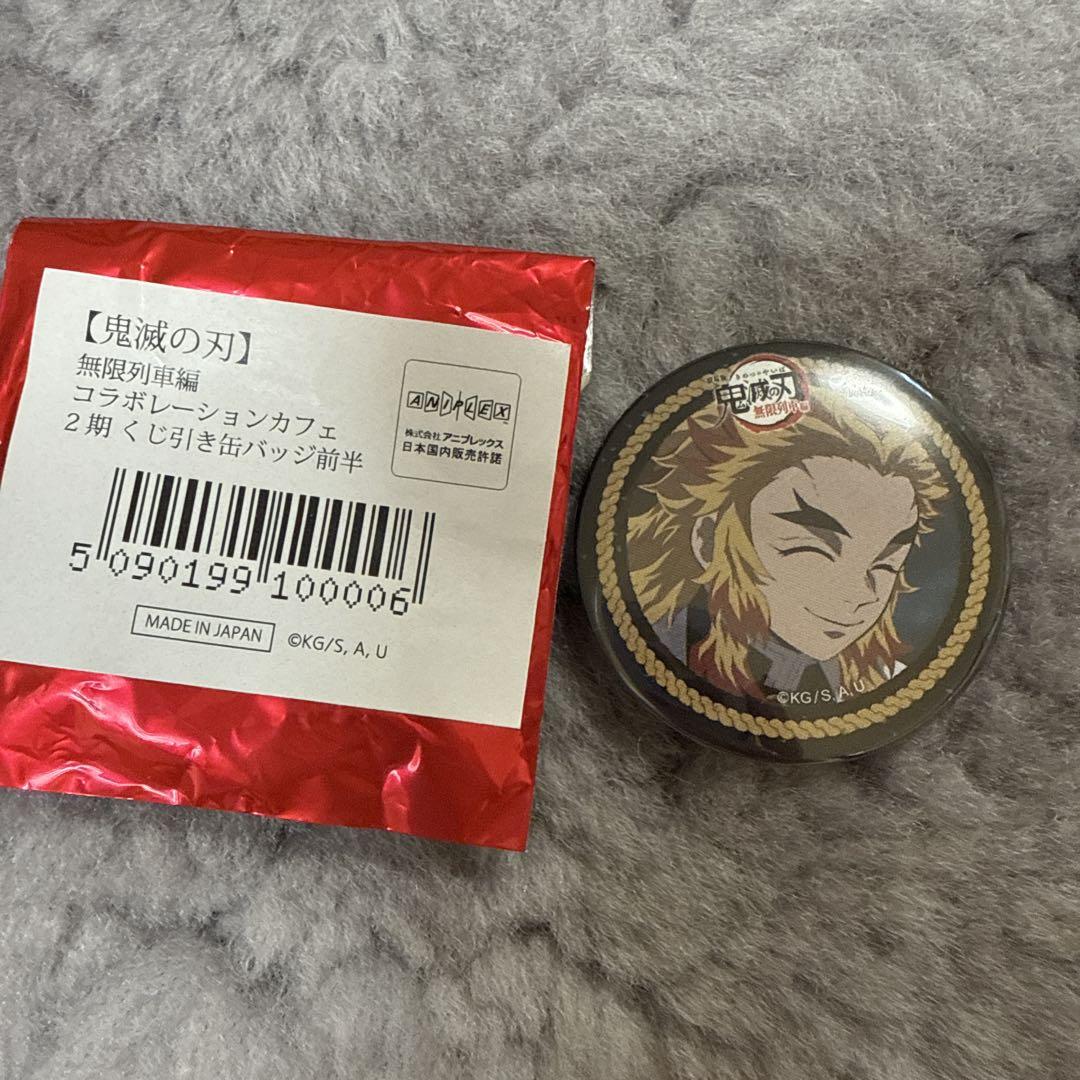 【鬼滅の刃】
無限列車編
コラボレーションカフェ
2期 くじ引き缶バッジ前半
ANIPLEX
株式会社 アニプレックス
日本国内販売許諾
5 090199 100006
MADE IN JAPAN
©KG/S, A, U
鬼滅の刃
無限列車編
©KG/S, A, U